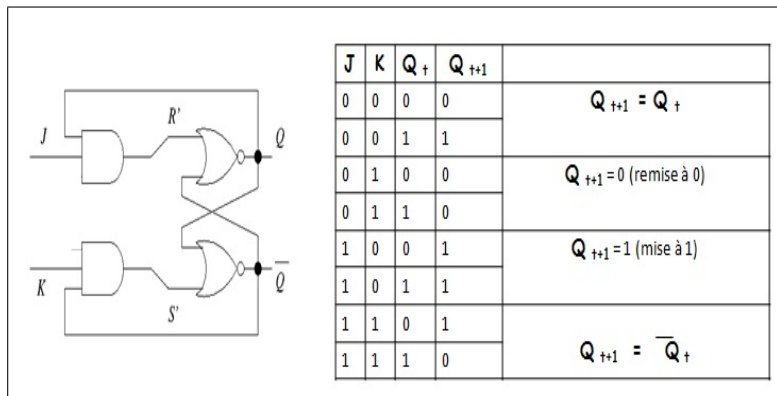 J
R'
Q
K
S'
Q̅
J K Q t Q t+1
0 0 0 0 Q t+1 = Q t
0 0 1 1
0 1 0 0 Q t+1 = 0 (remise à 0)
0 1 1 0
1 0 0 1 Q t+1 = 1 (mise à 1)
1 0 1 1
1 1 0 1
1 1 1 0 Q t+1 = Q̅ t